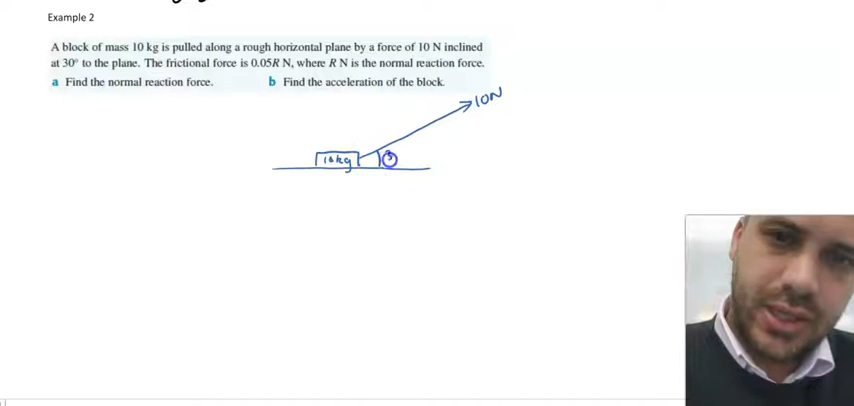 Example 2
A block of mass 10 kg is pulled along a rough horizontal plane by a force of 10 N inclined
at 30° to the plane. The frictional force is 0.05R N, where R N is the normal reaction force.
a Find the normal reaction force. b Find the acceleration of the block.
10N
10kg
3